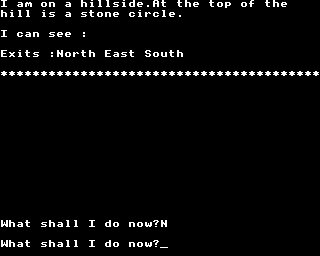 I am on a hillside.At the top of the
hill is a stone circle.
I can see :
Exits :North East South
****************************************
What shall I do now?N
What shall I do now?_